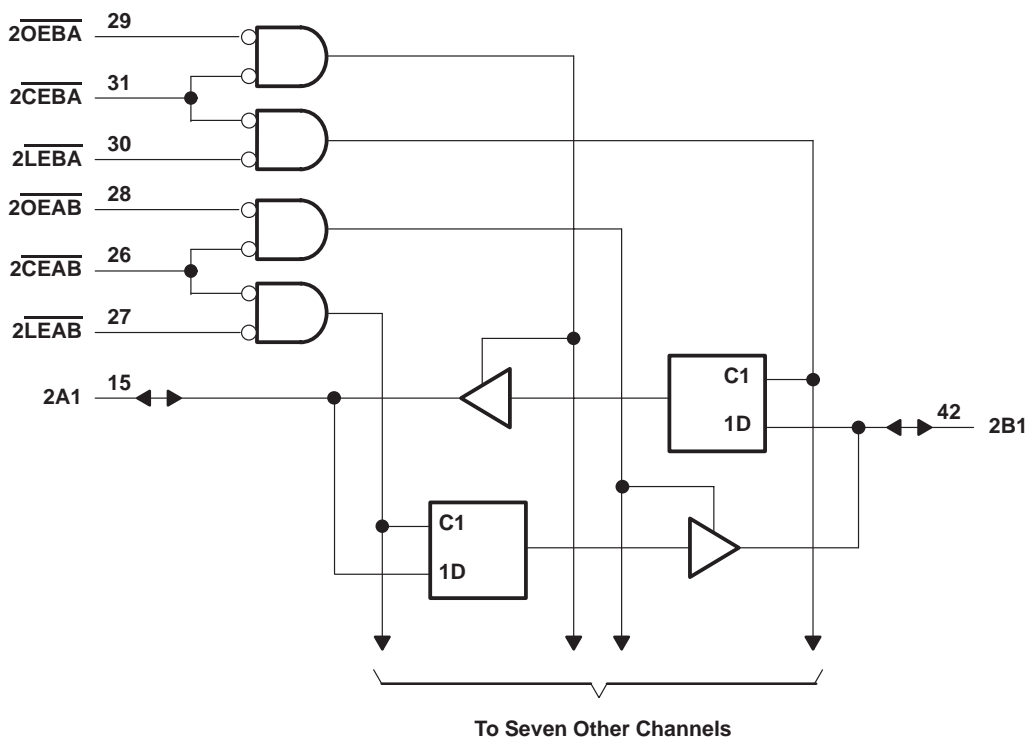 2OEBA 29
2CEBA 31
2LEBA 30
2OEAB 28
2CEAB 26
2LEAB 27
2A1 15
C1
1D
42 2B1
C1
1D
To Seven Other Channels